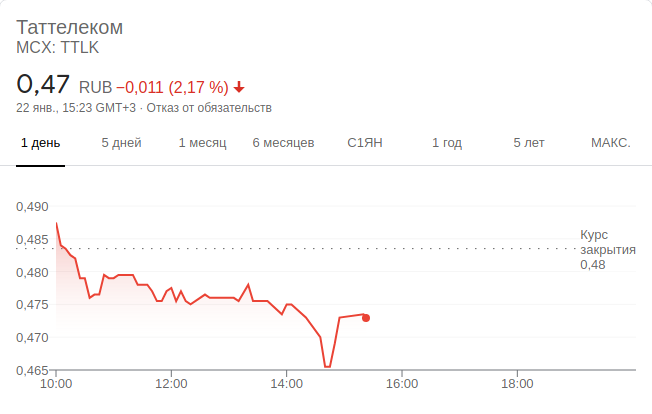 Таттелеком
MCX: TTLK
0,47 RUB −0,011 (2,17 %)
22 янв., 15:23 GMT+3 · Отказ от обязательств
1 день 5 дней 1 месяц 6 месяцев С1ЯН 1 год 5 лет МАКС.
0,490
0,485
0,480
0,475
0,470
0,465
Курс
закрытия
0,48
10:00 12:00 14:00 16:00 18:00